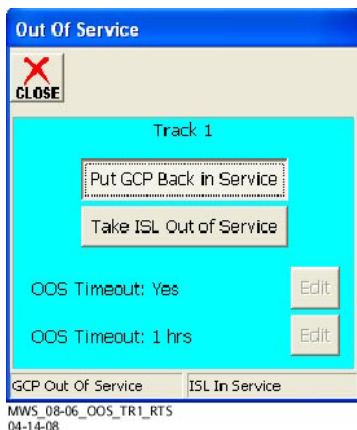 Out Of Service
CLOSE
Track 1
Put GCP Back in Service
Take ISL Out of Service
OOS Timeout: Yes Edit
OOS Timeout: 1 hrs Edit
GCP Out Of Service ISL In Service
MWS_08-06_OOS_TR1_RTS
04-14-08